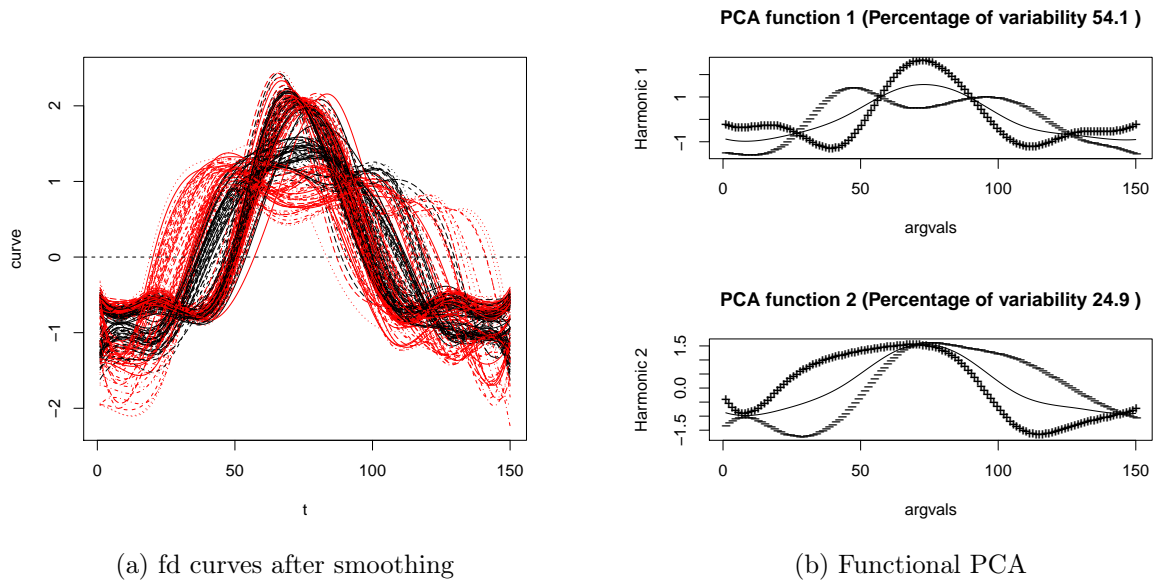 2
1
0
−1
−2
curve
0
50
100
150
t
(a) fd curves after smoothing
PCA function 1 (Percentage of variability 54.1 )
Harmonic 1
1
−1
0
50
100
150
argvals
PCA function 2 (Percentage of variability 24.9 )
Harmonic 2
1.5
0.0
−1.5
0
50
100
150
argvals
(b) Functional PCA